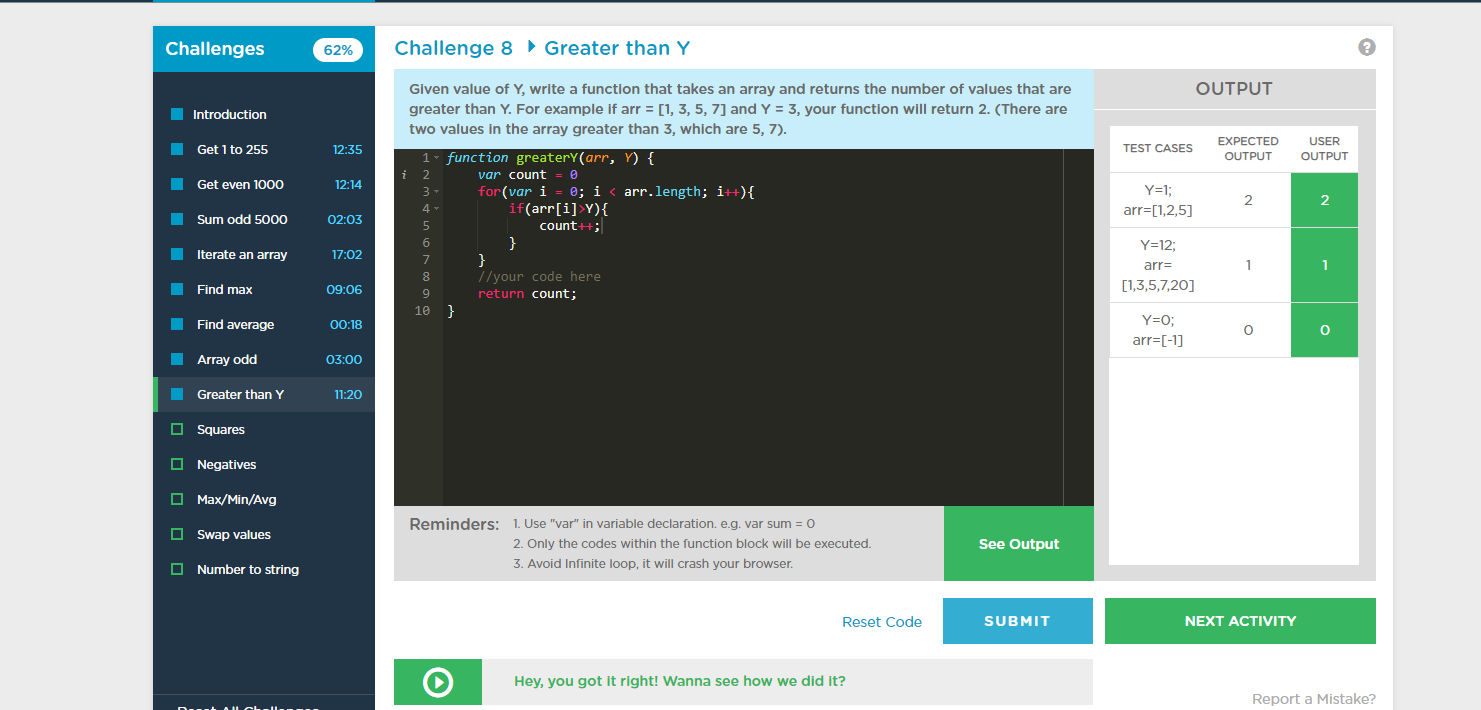 Challenges 62%
Introduction
Get 1 to 255 12:35
Get even 1000 12:14
Sum odd 5000 02:03
Iterate an array 17:02
Find max 09:06
Find average 00:18
Array odd 03:00
Greater than Y 11:20
Squares
Negatives
Max/Min/Avg
Swap values
Number to string
Reset All Challenges
Challenge 8 Greater than Y
?
Given value of Y, write a function that takes an array and returns the number of values that are
greater than Y. For example if arr = [1, 3, 5, 7] and Y = 3, your function will return 2. (There are
two values in the array greater than 3, which are 5, 7).
1 function greaterY(arr, Y) {
i 2 var count = 0
3 for(var i = 0; i < arr.length; i++){
4 if(arr[i]>Y){
5 count++;
6 }
7 }
8 //your code here
9 return count;
10 }
Reminders: 1. Use "var" in variable declaration. e.g. var sum = 0
2. Only the codes within the function block will be executed.
3. Avoid Infinite loop, it will crash your browser.
See Output
OUTPUT
TEST CASES
EXPECTED
OUTPUT
USER
OUTPUT
Y=1;
arr=[1,2,5]
2
2
Y=12;
arr=
[1,3,5,7,20]
1
1
Y=0;
arr=[-1]
0
0
Reset Code
SUBMIT
NEXT ACTIVITY
Hey, you got it right! Wanna see how we did it?
Report a Mistake?